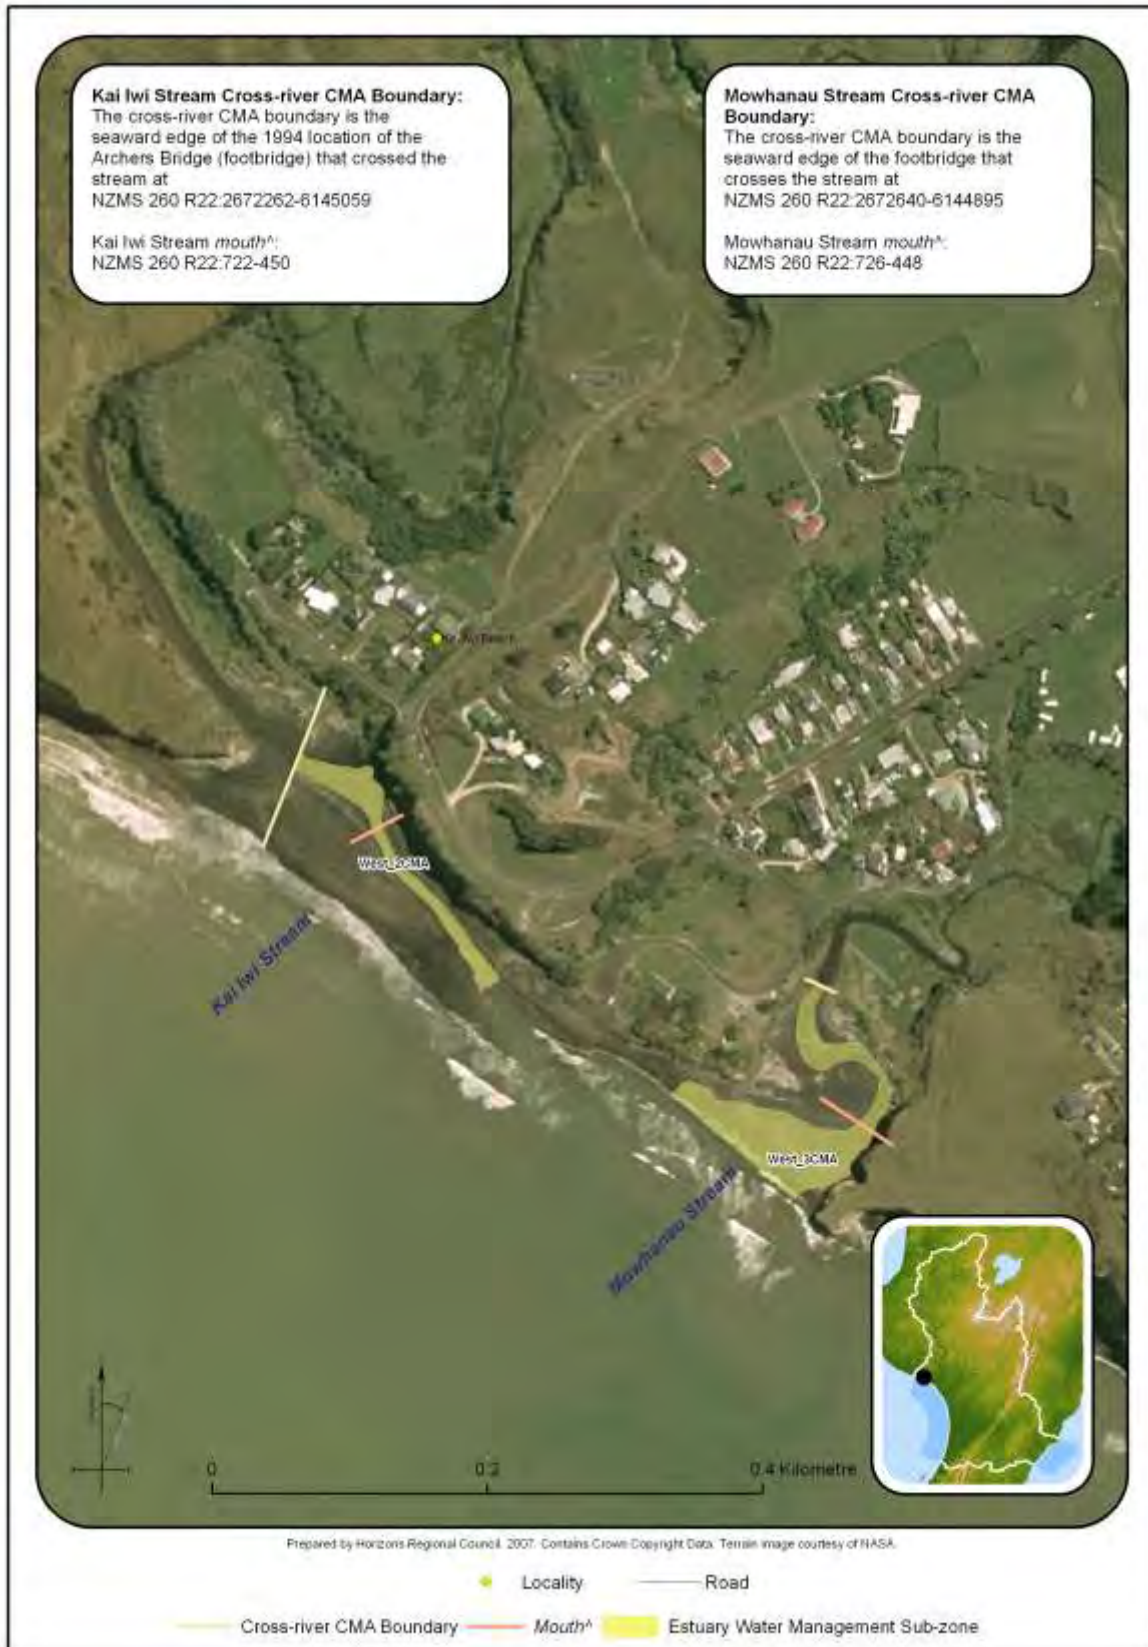 Kai Iwi Stream Cross-river CMA Boundary:
The cross-river CMA boundary is the
seaward edge of the 1994 location of the
Archers Bridge (footbridge) that crossed the
stream at
NZMS 260 R22:2672262-6145059
Kai Iwi Stream mouth^:
NZMS 260 R22:722-450
Mowhanau Stream Cross-river CMA
Boundary:
The cross-river CMA boundary is the
seaward edge of the footbridge that
crosses the stream at
NZMS 260 R22:2672640-6144895
Mowhanau Stream mouth^:
NZMS 260 R22:726-448
Kai Iwi Beach
West_2CMA
Kai Iwi Stream
West_3CMA
Mowhanau Stream
0 0.2 0.4 Kilometre
Prepared by Horizons Regional Council. 2007. Contains Crown Copyright Data. Terrain image courtesy of NASA.
Locality Road
Cross-river CMA Boundary Mouth^ Estuary Water Management Sub-zone